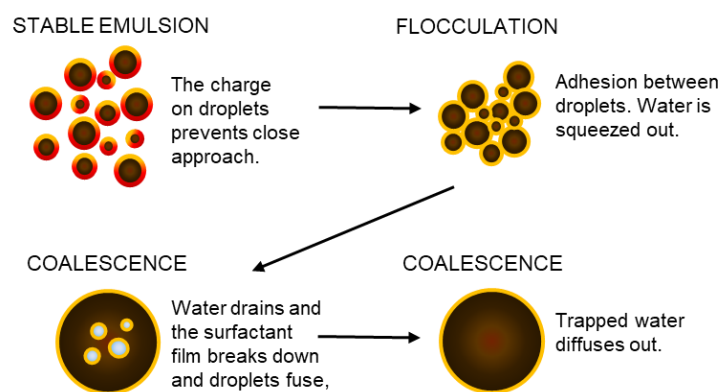 STABLE EMULSION
The charge
on droplets
prevents close
approach.
FLOCCULATION
Adhesion between
droplets. Water is
squeezed out.
COALESCENCE
Water drains and
the surfactant
film breaks down
and droplets fuse,
COALESCENCE
Trapped water
diffuses out.